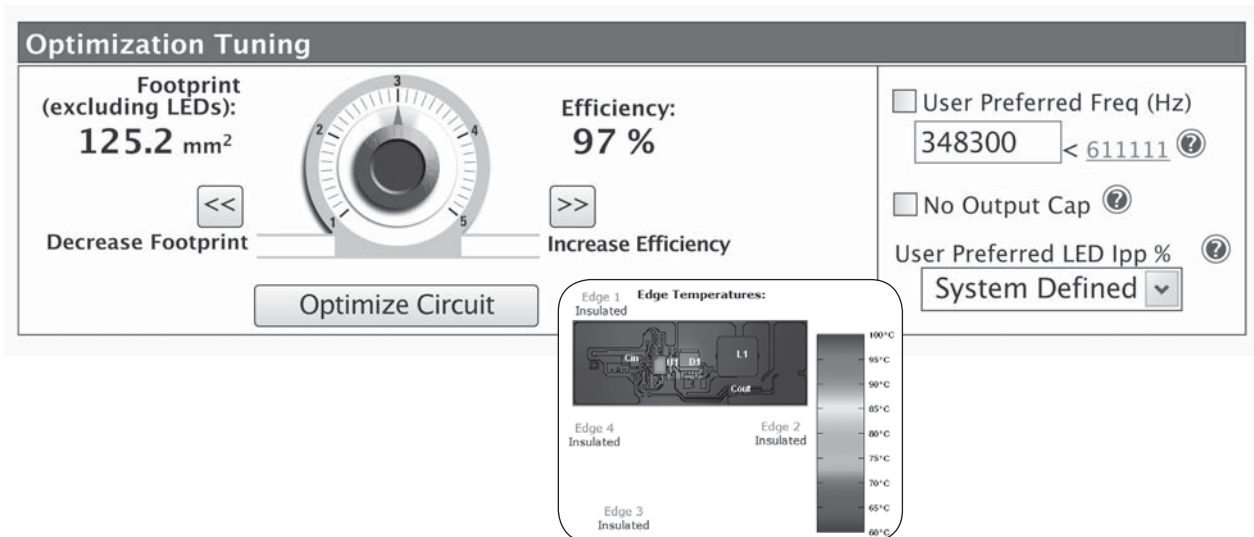 Optimization Tuning
Footprint
(excluding LEDs):
125.2 mm²
<<
Decrease Footprint
1
2
3
4
5
Efficiency:
97 %
>>
Increase Efficiency
Optimize Circuit
User Preferred Freq (Hz)
348300 < 611111 ?
No Output Cap ?
User Preferred LED Ipp % ?
System Defined
Edge 1 Edge Temperatures:
Insulated
Cin U1 D1 L1
Cout
Edge 4
Insulated
Edge 2
Insulated
Edge 3
Insulated
100°C
95°C
90°C
85°C
80°C
75°C
70°C
65°C
60°C